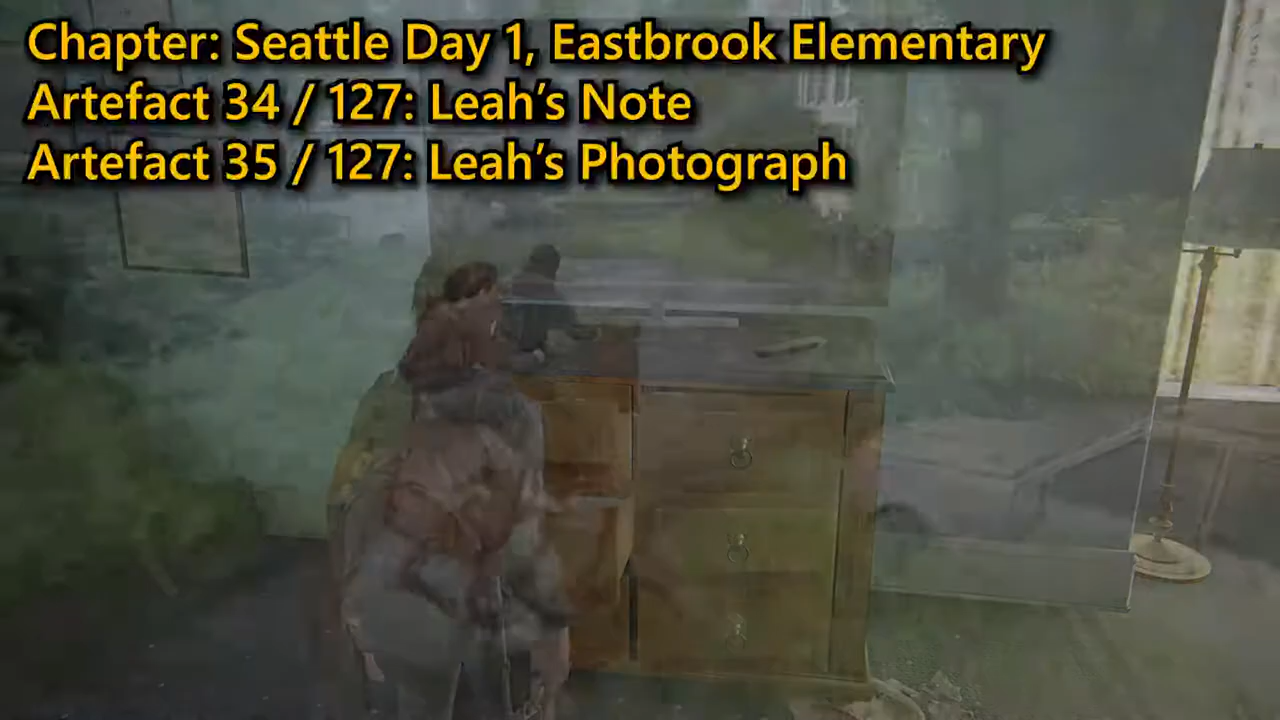 Chapter: Seattle Day 1, Eastbrook Elementary
Artefact 34 / 127: Leah’s Note
Artefact 35 / 127: Leah’s Photograph